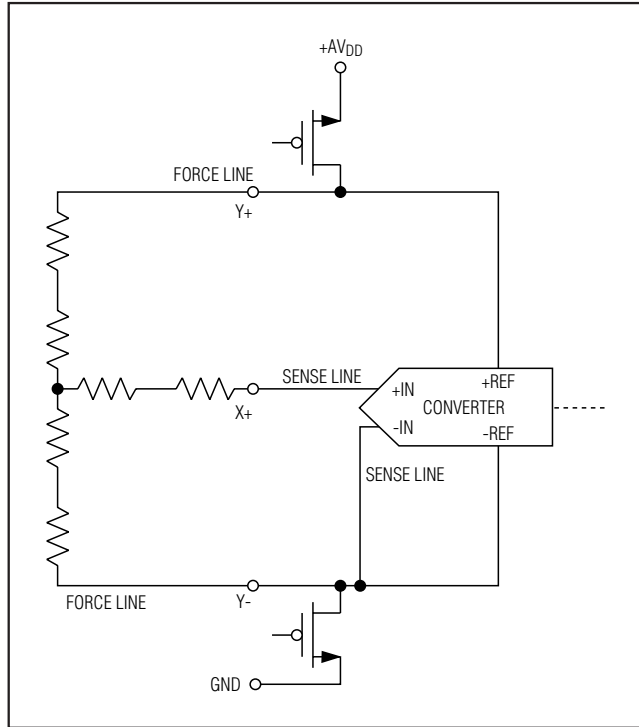 +AVDD
FORCE LINE
Y+
SENSE LINE
X+
+IN
+REF
CONVERTER
-IN
-REF
SENSE LINE
FORCE LINE
Y-
GND